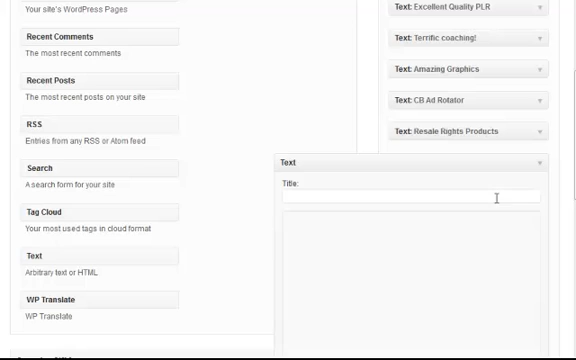 Your site's WordPress Pages
Recent Comments
The most recent comments
Recent Posts
The most recent posts on your site
RSS
Entries from any RSS or Atom feed
Search
A search form for your site
Tag Cloud
Your most used tags in cloud format
Text
Arbitrary text or HTML
WP Translate
WP Translate
Text: Excellent Quality PLR
Text: Terrific coaching!
Text: Amazing Graphics
Text: CB Ad Rotator
Text: Resale Rights Products
Text
Title: